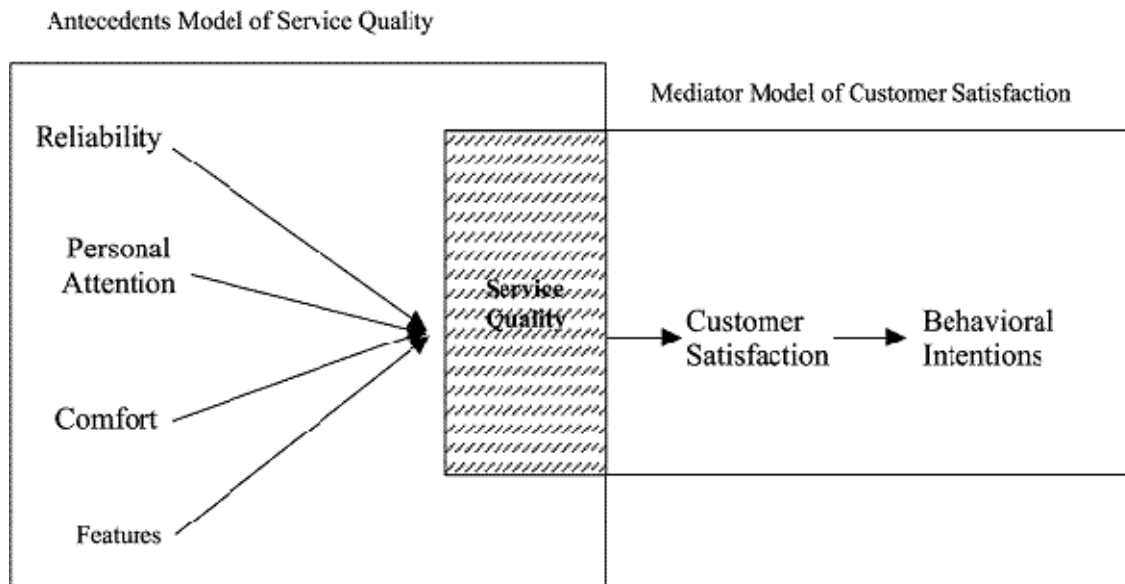 Antecedents Model of Service Quality
Mediator Model of Customer Satisfaction
Reliability
Personal
Attention
Comfort
Features
Service
Quality
Customer
Satisfaction
Behavioral
Intentions